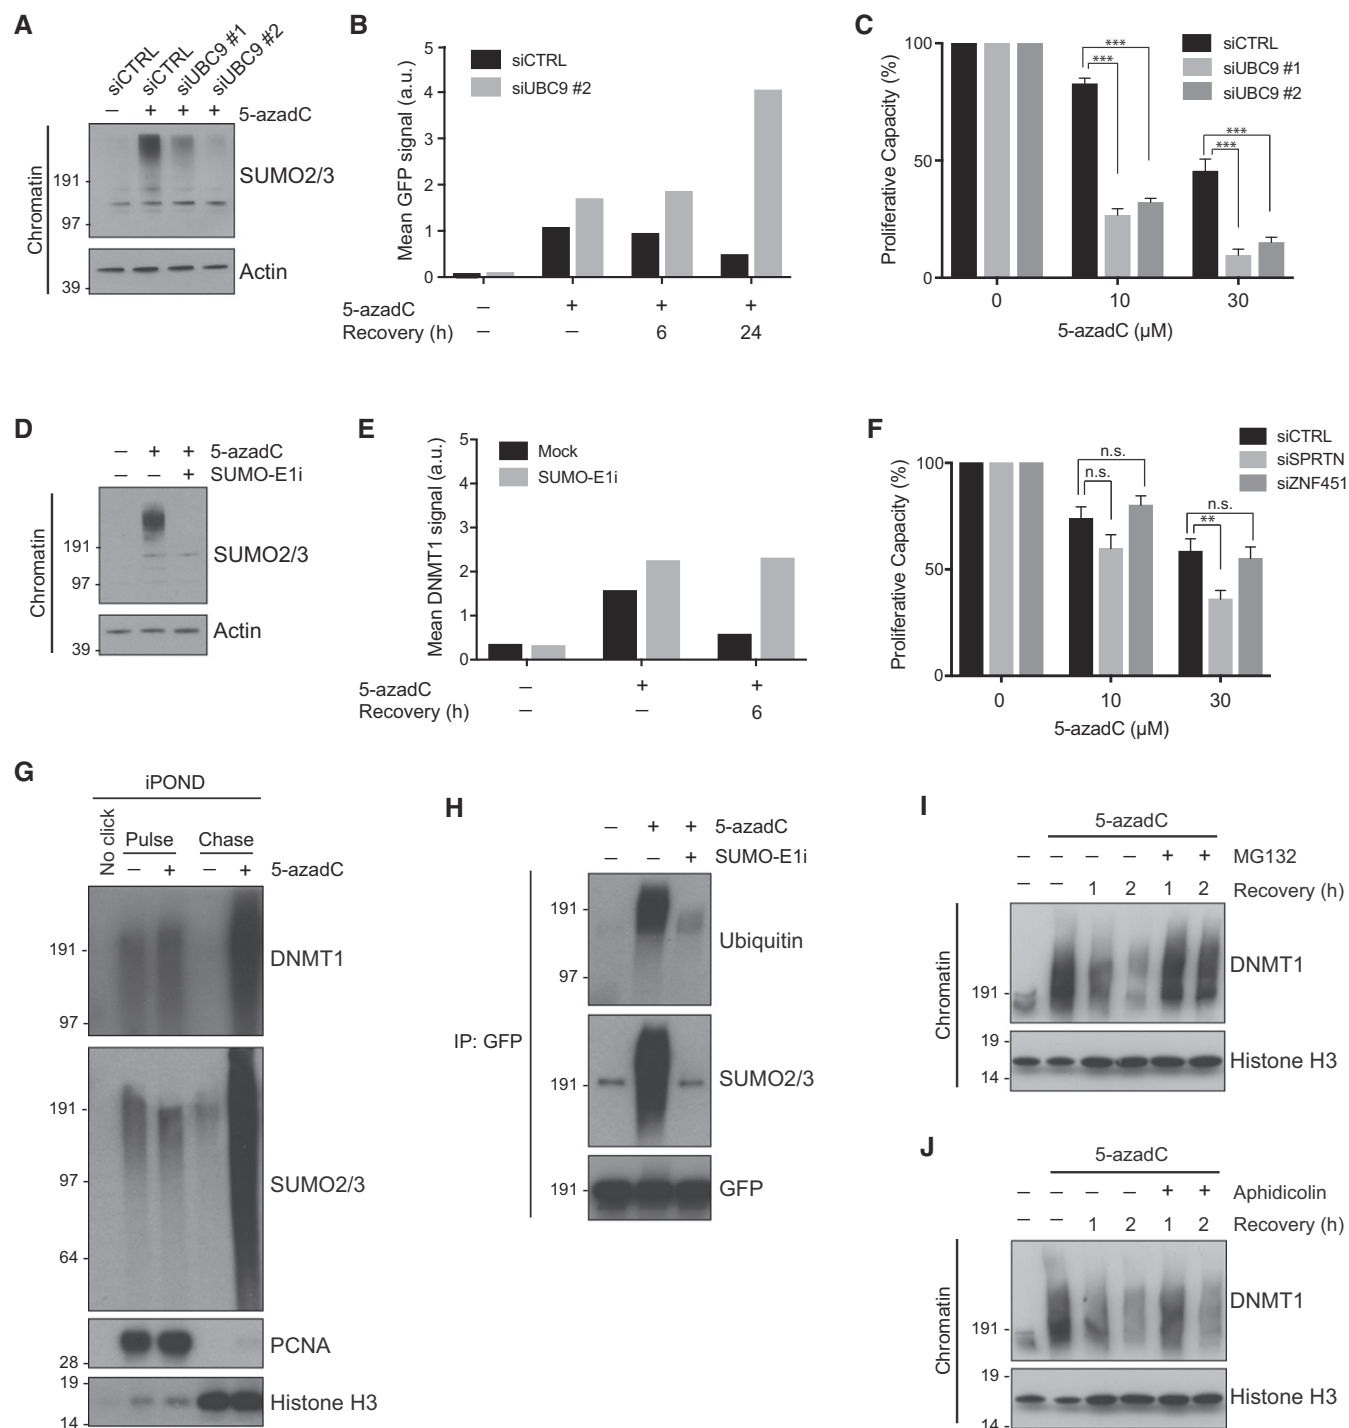 A
siCTRL
siCTRL
siUBC9 #1
siUBC9 #2
– + + + 5-azadC
Chromatin
191
97
SUMO2/3
39
Actin
B
Mean GFP signal (a.u.)
5
4
3
2
1
0
siCTRL
siUBC9 #2
5-azadC – + + +
Recovery (h) – – 6 24
C
Proliferative Capacity (%)
100
50
0
*** 
***
***
***
siCTRL
siUBC9 #1
siUBC9 #2
0 10 30
5-azadC (µM)
D
– + + 5-azadC
– – + SUMO-E1i
Chromatin
191
97
SUMO2/3
39
Actin
E
Mean DNMT1 signal (a.u.)
5
4
3
2
1
0
Mock
SUMO-E1i
5-azadC – + +
Recovery (h) – – 6
F
Proliferative Capacity (%)
100
50
0
n.s.
n.s.
n.s.
**
siCTRL
siSPRTN
siZNF451
0 10 30
5-azadC (µM)
G
iPOND
No click
Pulse Chase
– + – + 5-azadC
191
97
DNMT1
191
97
64
SUMO2/3
28
PCNA
19
14
Histone H3
H
– + + 5-azadC
– – + SUMO-E1i
IP: GFP
191
97
Ubiquitin
191
SUMO2/3
191
GFP
I
5-azadC
– – – – + + MG132
– – 1 2 1 2 Recovery (h)
Chromatin
191
DNMT1
19
14
Histone H3
J
5-azadC
– – – – + + Aphidicolin
– – 1 2 1 2 Recovery (h)
Chromatin
191
DNMT1
19
14
Histone H3